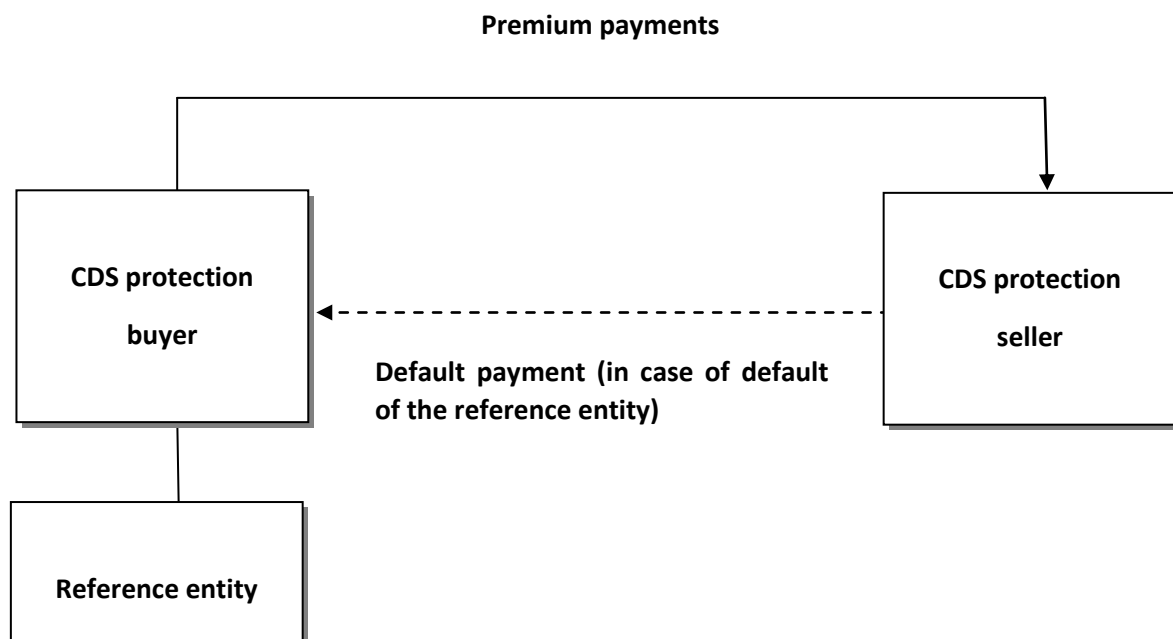 Premium payments
CDS protection
buyer
CDS protection
seller
Default payment (in case of default
of the reference entity)
Reference entity